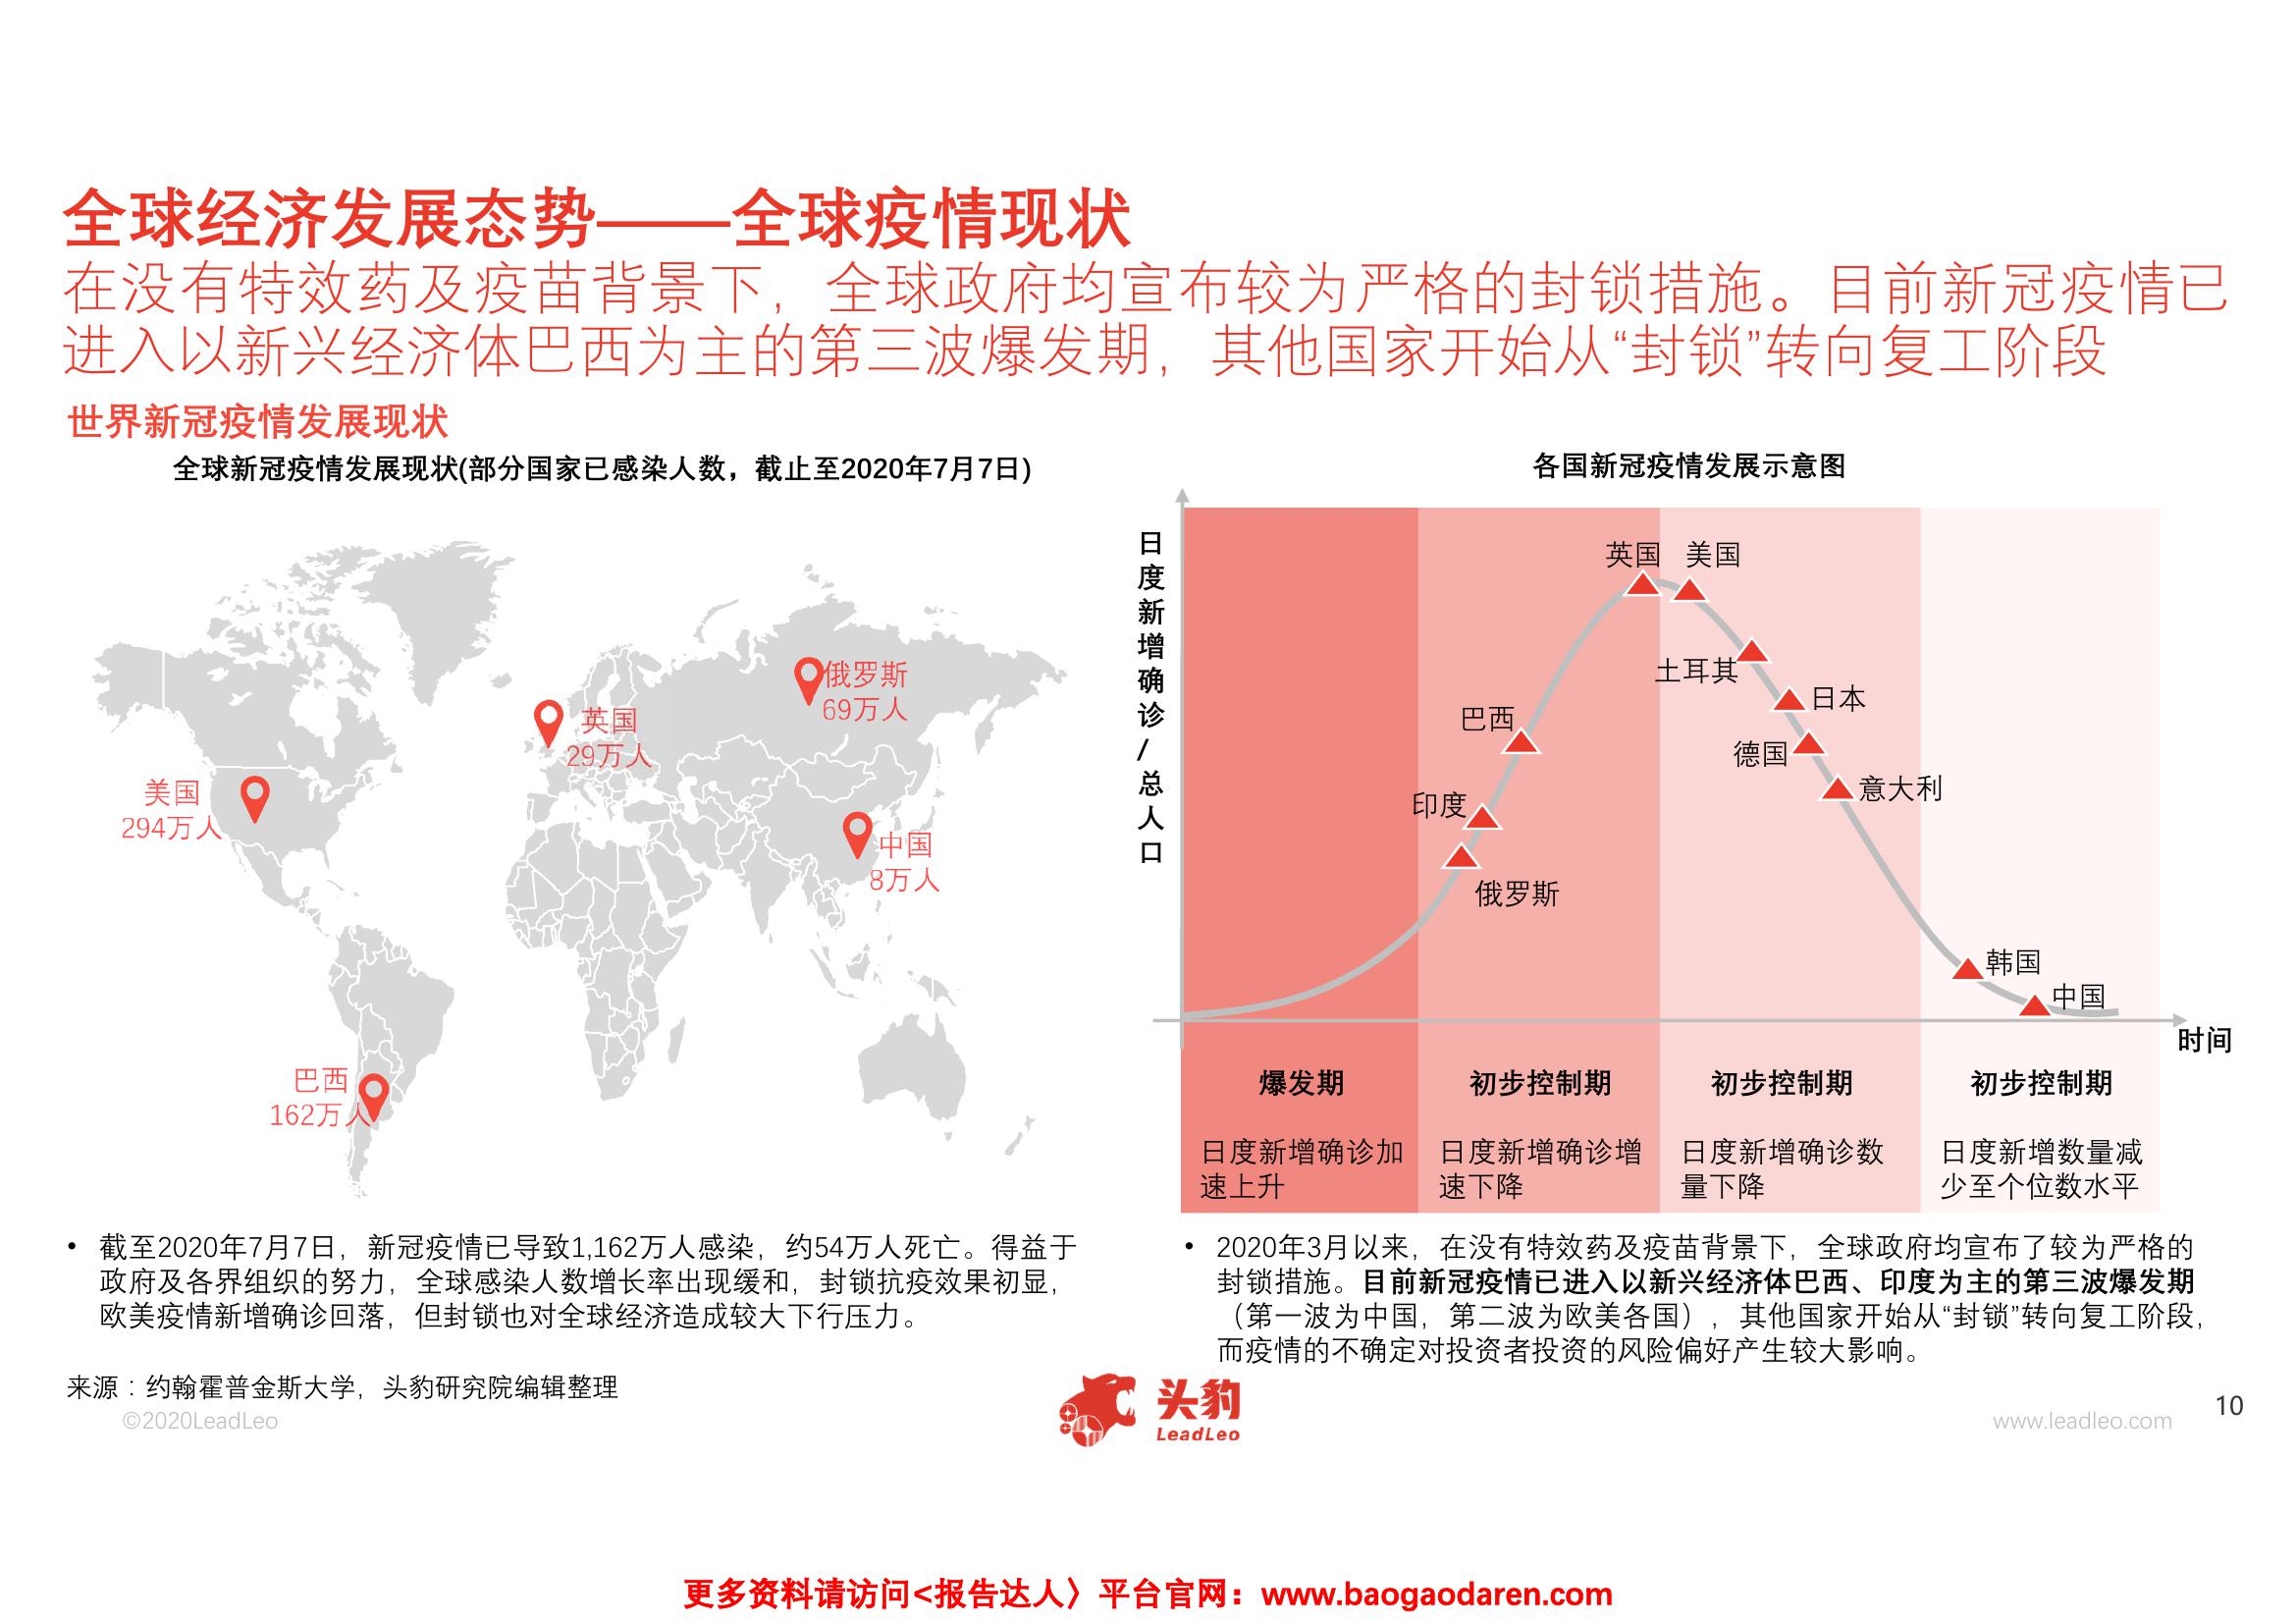 全球经济发展态势——全球疫情现状
在没有特效药及疫苗背景下，全球政府均宣布较为严格的封锁措施。目前新冠疫情已
进入以新兴经济体巴西为主的第三波爆发期，其他国家开始从“封锁”转向复工阶段
世界新冠疫情发展现状
全球新冠疫情发展现状(部分国家已感染人数，截止至2020年7月7日)
俄罗斯
69万人
英国
29万人
美国
294万人
中国
8万人
巴西
162万人
各国新冠疫情发展示意图
日度新增确诊/总人口
英国
美国
土耳其
日本
巴西
德国
意大利
印度
俄罗斯
韩国
中国
时间
爆发期
初步控制期
初步控制期
初步控制期
日度新增确诊加
速上升
日度新增确诊增
速下降
日度新增确诊数
量下降
日度新增数量减
少至个位数水平
• 截至2020年7月7日，新冠疫情已导致1,162万人感染，约54万人死亡。得益于
政府及各界组织的努力，全球感染人数增长率出现缓和，封锁抗疫效果初显，
欧美疫情新增确诊回落，但封锁也对全球经济造成较大下行压力。
• 2020年3月以来，在没有特效药及疫苗背景下，全球政府均宣布了较为严格的
封锁措施。目前新冠疫情已进入以新兴经济体巴西、印度为主的第三波爆发期
（第一波为中国，第二波为欧美各国），其他国家开始从“封锁”转向复工阶段，
而疫情的不确定对投资者投资的风险偏好产生较大影响。
来源：约翰霍普金斯大学，头豹研究院编辑整理
©2020LeadLeo
头豹
LeadLeo
www.leadleo.com
10
更多资料请访问<报告达人〉平台官网：www.baogaodaren.com